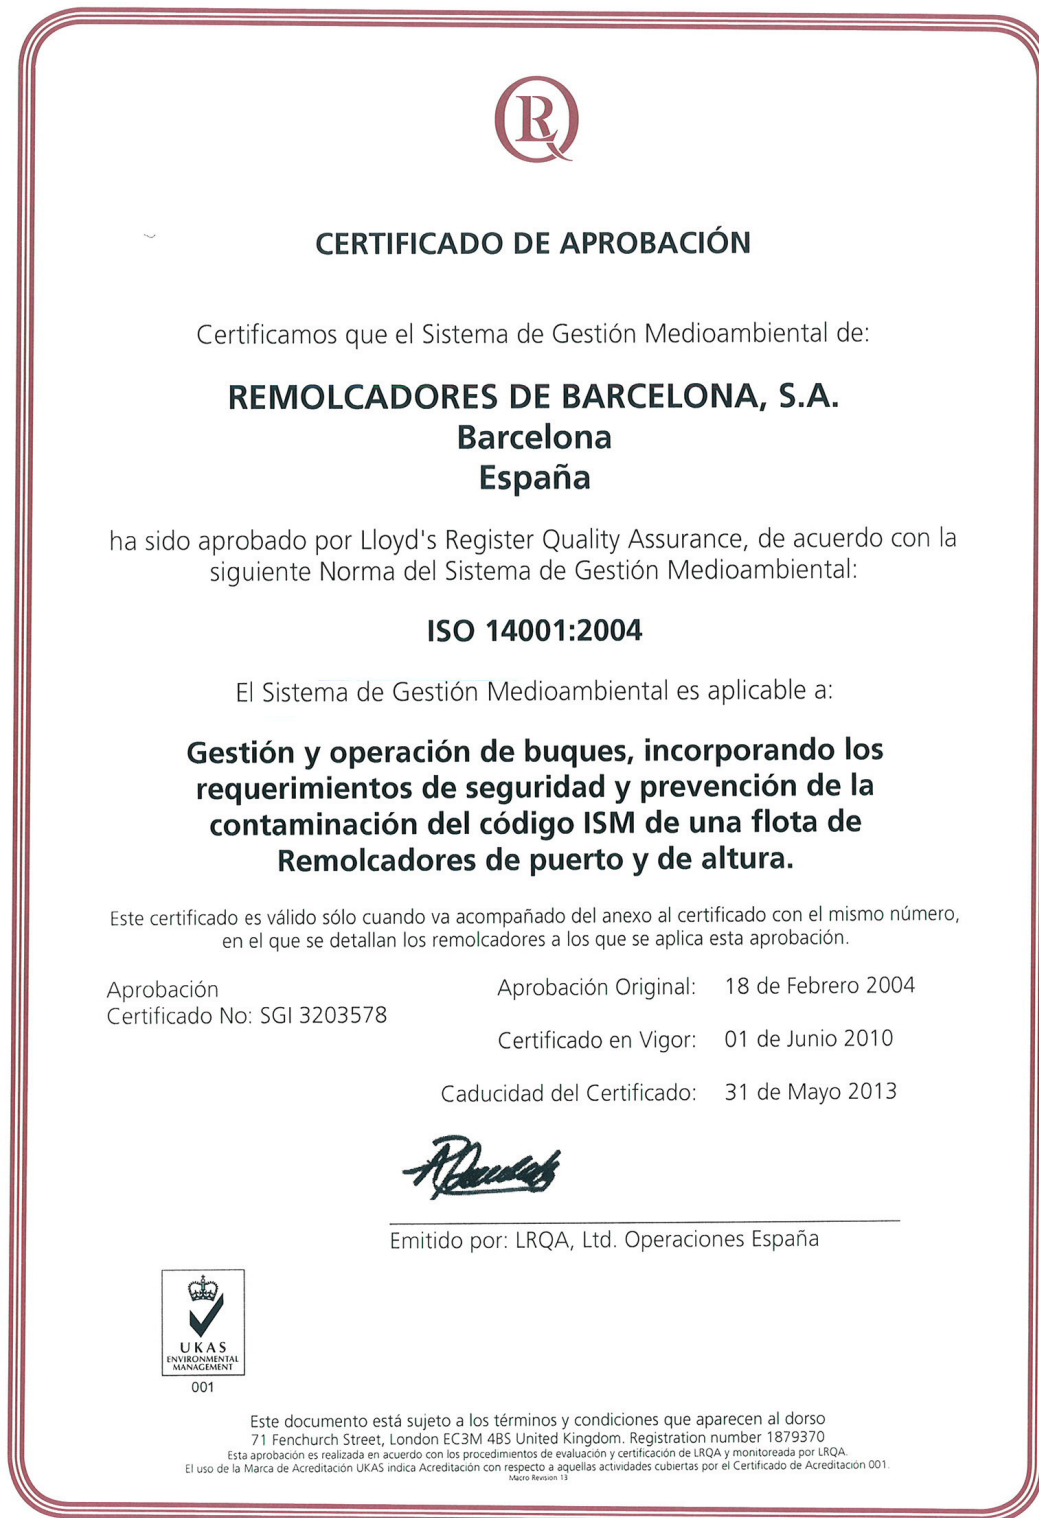 LRQ
CERTIFICADO DE APROBACIÓN
Certificamos que el Sistema de Gestión Medioambiental de:
REMOLCADORES DE BARCELONA, S.A.
Barcelona
España
ha sido aprobado por Lloyd's Register Quality Assurance, de acuerdo con la
siguiente Norma del Sistema de Gestión Medioambiental:
ISO 14001:2004
El Sistema de Gestión Medioambiental es aplicable a:
Gestión y operación de buques, incorporando los
requerimientos de seguridad y prevención de la
contaminación del código ISM de una flota de
Remolcadores de puerto y de altura.
Este certificado es válido sólo cuando va acompañado del anexo al certificado con el mismo número,
en el que se detallan los remolcadores a los que se aplica esta aprobación.
Aprobación
Certificado No: SGI 3203578
Aprobación Original: 18 de Febrero 2004
Certificado en Vigor: 01 de Junio 2010
Caducidad del Certificado: 31 de Mayo 2013
Emitido por: LRQA, Ltd. Operaciones España
UKAS
ENVIRONMENTAL
MANAGEMENT
001
Este documento está sujeto a los términos y condiciones que aparecen al dorso
71 Fenchurch Street, London EC3M 4BS United Kingdom. Registration number 1879370
Esta aprobación es realizada en acuerdo con los procedimientos de evaluación y certificación de LRQA y monitoreada por LRQA.
El uso de la Marca de Acreditación UKAS indica Acreditación con respecto a aquellas actividades cubiertas por el Certificado de Acreditación 001.
Macro Revision 13